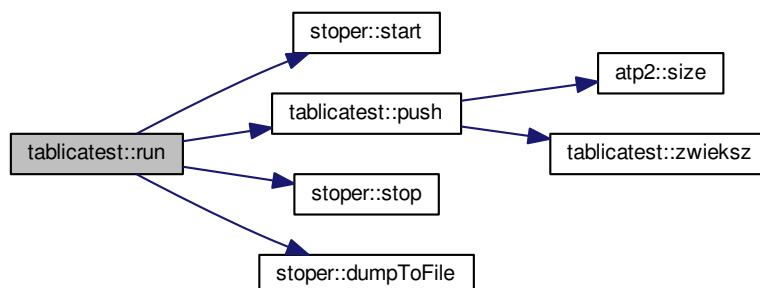 stoper::start
atp2::size
tablicatest::push
tablicatest::run
tablicatest::zwieksz
stoper::stop
stoper::dumpToFile